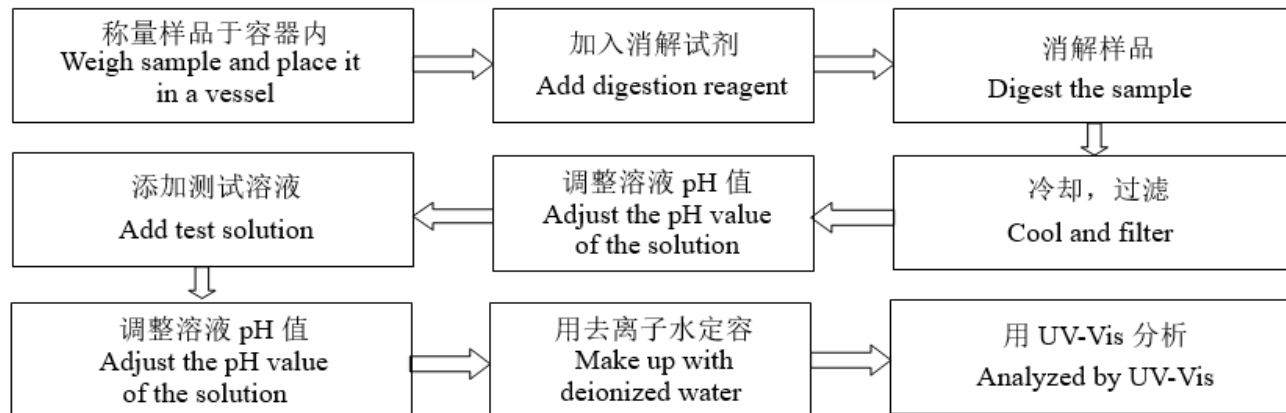 称量样品于容器内
Weigh sample and place it
in a vessel
加入消解试剂
Add digestion reagent
消解样品
Digest the sample
冷却，过滤
Cool and filter
调整溶液 pH 值
Adjust the pH value
of the solution
添加测试溶液
Add test solution
调整溶液 pH 值
Adjust the pH value
of the solution
用去离子水定容
Make up with
deionized water
用 UV-Vis 分析
Analyzed by UV-Vis